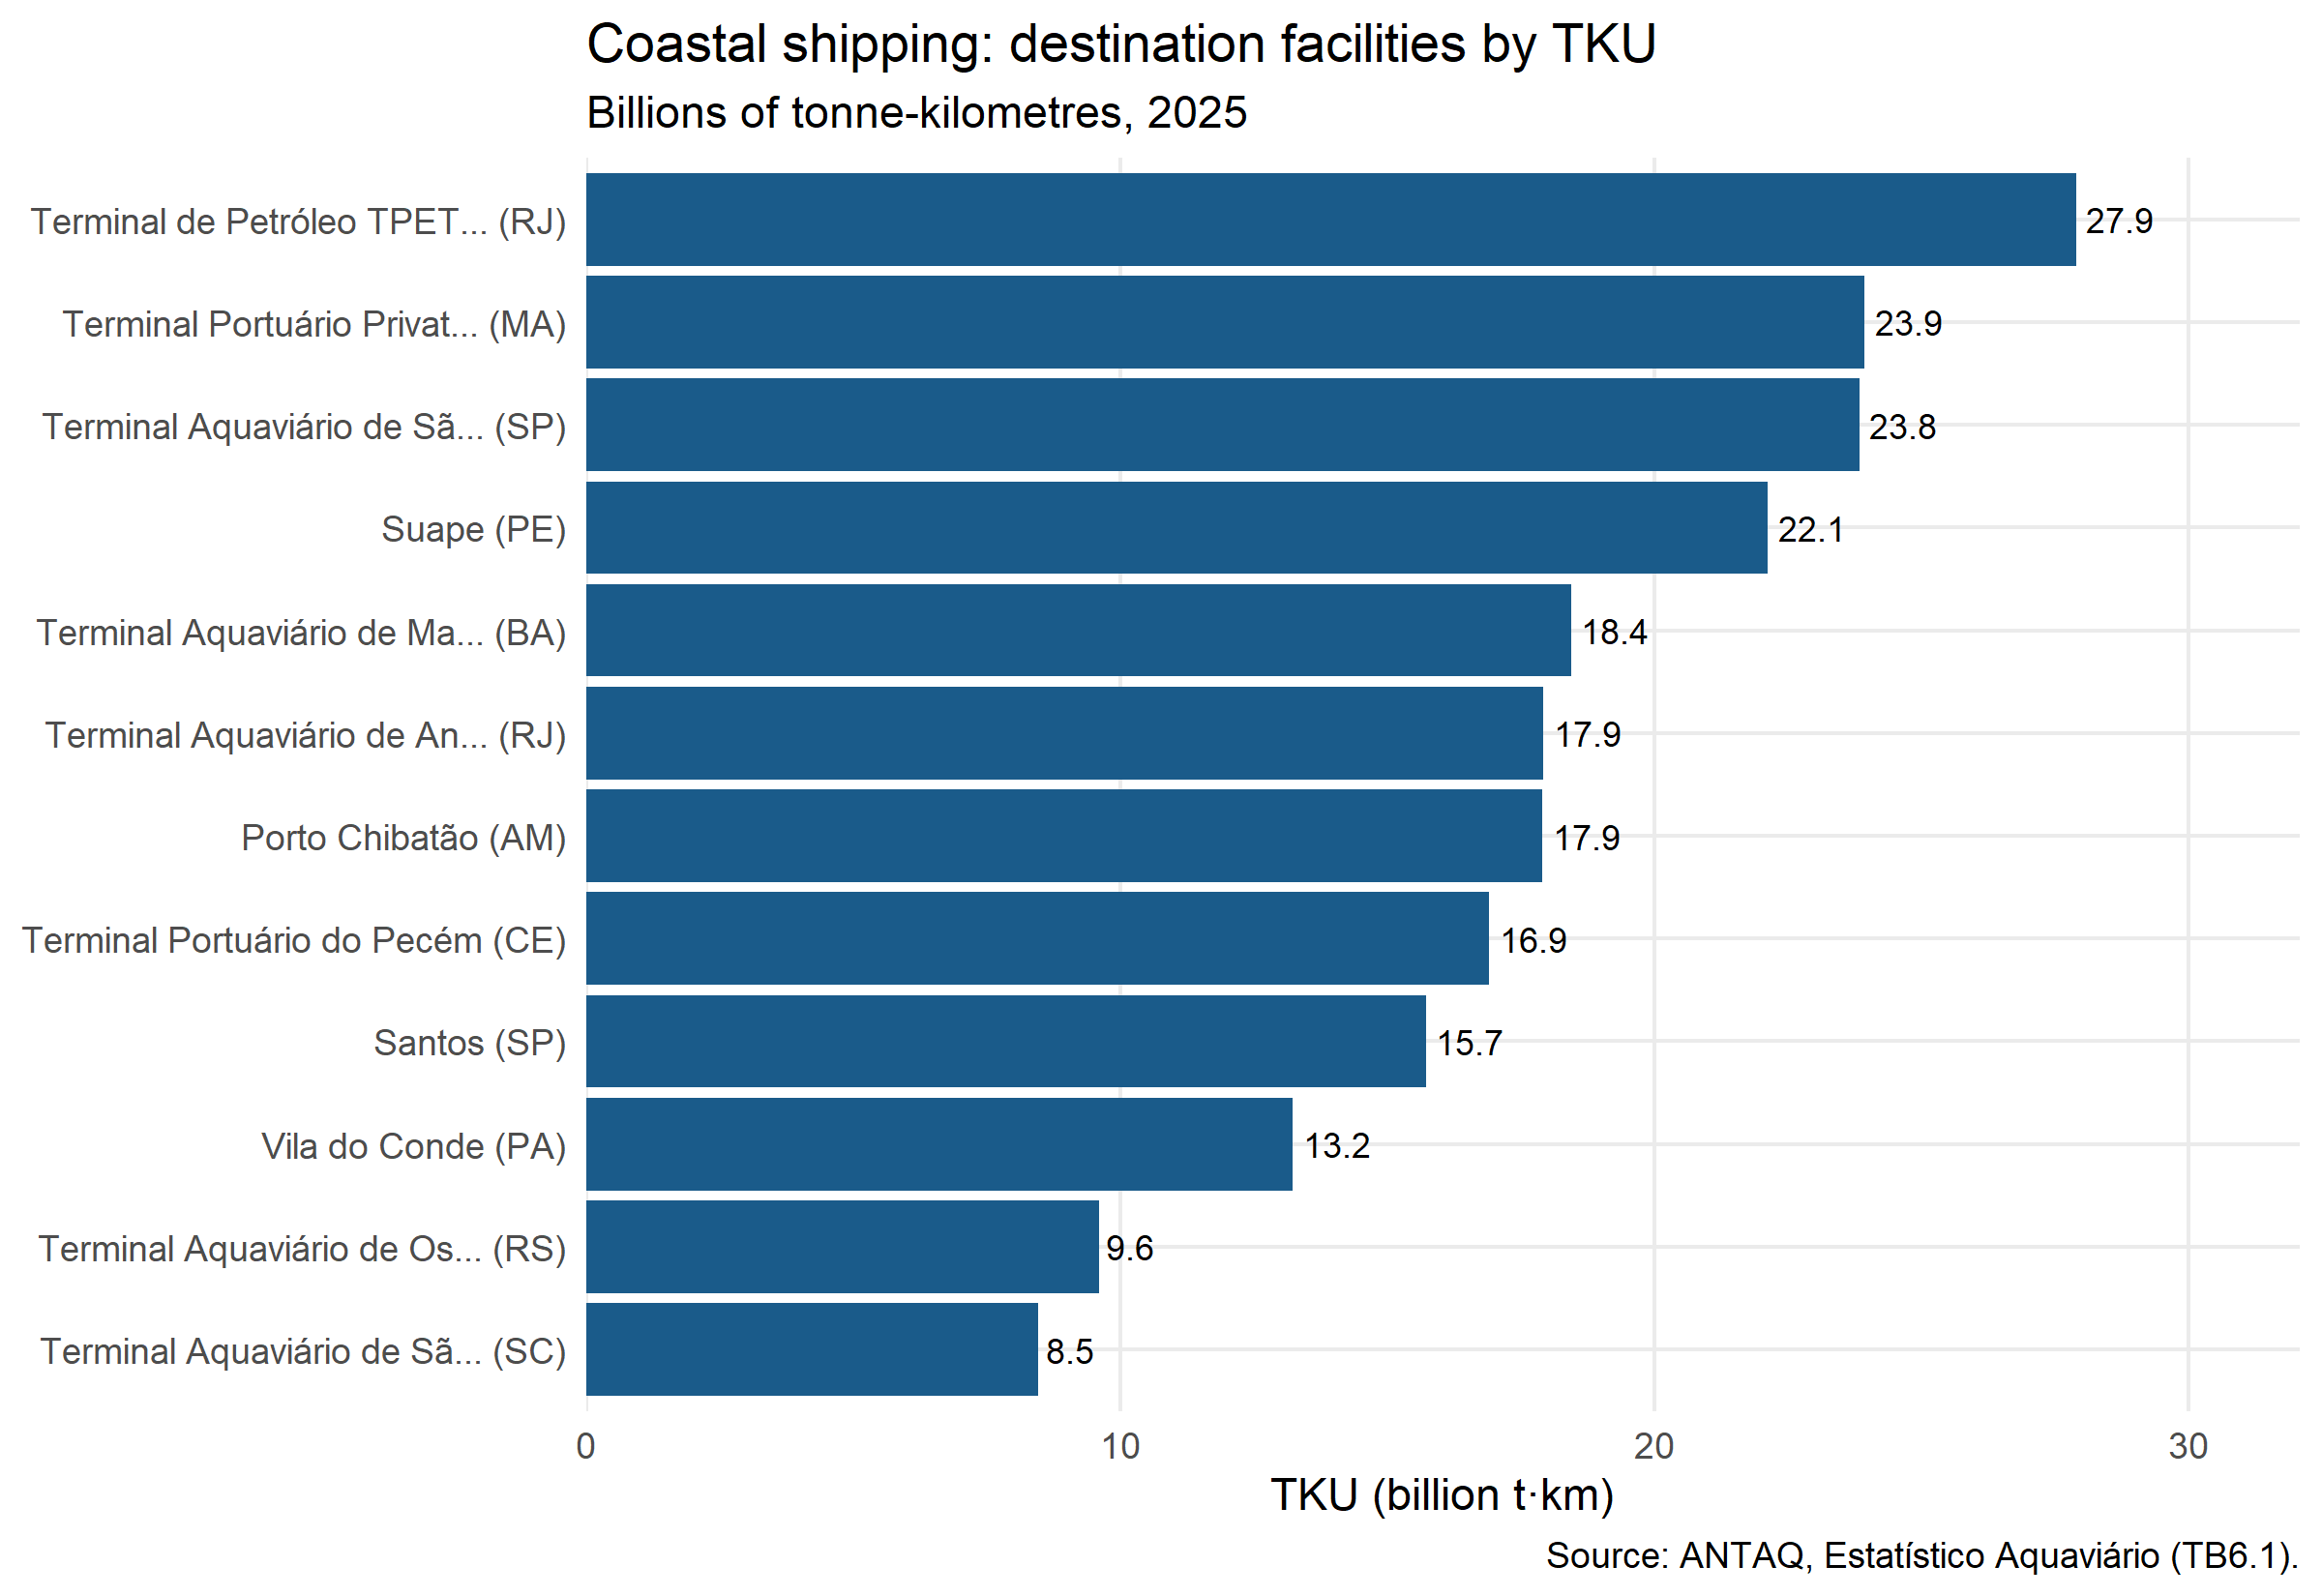 Coastal shipping: destination facilities by TKU
Billions of tonne-kilometres, 2025
Terminal de Petróleo TPET... (RJ) 27.9
Terminal Portuário Privat... (MA) 23.9
Terminal Aquaviário de Sã... (SP) 23.8
Suape (PE) 22.1
Terminal Aquaviário de Ma... (BA) 18.4
Terminal Aquaviário de An... (RJ) 17.9
Porto Chibatão (AM) 17.9
Terminal Portuário do Pecém (CE) 16.9
Santos (SP) 15.7
Vila do Conde (PA) 13.2
Terminal Aquaviário de Os... (RS) 9.6
Terminal Aquaviário de Sã... (SC) 8.5
0 10 20 30
TKU (billion t·km)
Source: ANTAQ, Estatístico Aquaviário (TB6.1).